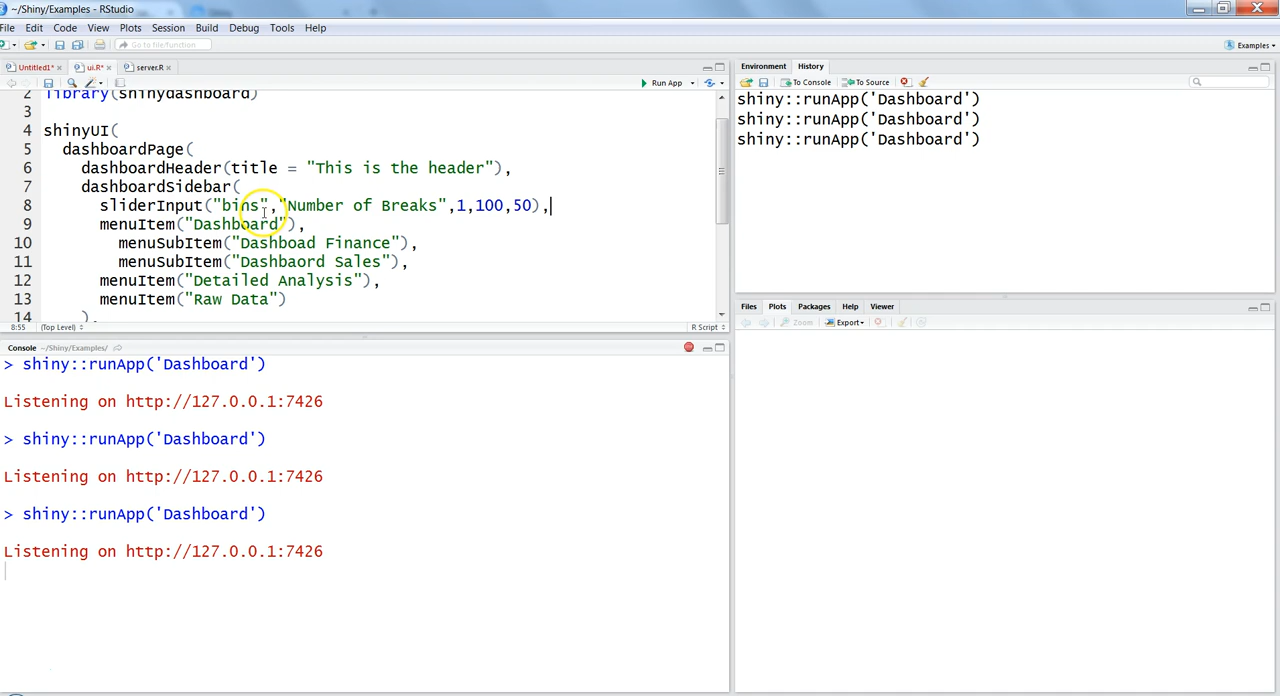 ~/Shiny/Examples - RStudio
File Edit Code View Plots Session Build Debug Tools Help
Go to file/function
Examples
Untitled1* ui.R* server.R
Run App
2 library(shinydashboard)
3
4 shinyUI(
5 dashboardPage(
6 dashboardHeader(title = "This is the header"),
7 dashboardSidebar(
8 sliderInput("bins","Number of Breaks",1,100,50),
9 menuItem("Dashboard"),
10 menuSubItem("Dashboad Finance"),
11 menuSubItem("Dashbaord Sales"),
12 menuItem("Detailed Analysis"),
13 menuItem("Raw Data")
14 ),
8:55 (Top Level) R Script
Console ~/Shiny/Examples/
> shiny::runApp('Dashboard')
Listening on http://127.0.0.1:7426
> shiny::runApp('Dashboard')
Listening on http://127.0.0.1:7426
> shiny::runApp('Dashboard')
Listening on http://127.0.0.1:7426
Environment History
To Console To Source
shiny::runApp('Dashboard')
shiny::runApp('Dashboard')
shiny::runApp('Dashboard')
Files Plots Packages Help Viewer
Zoom Export